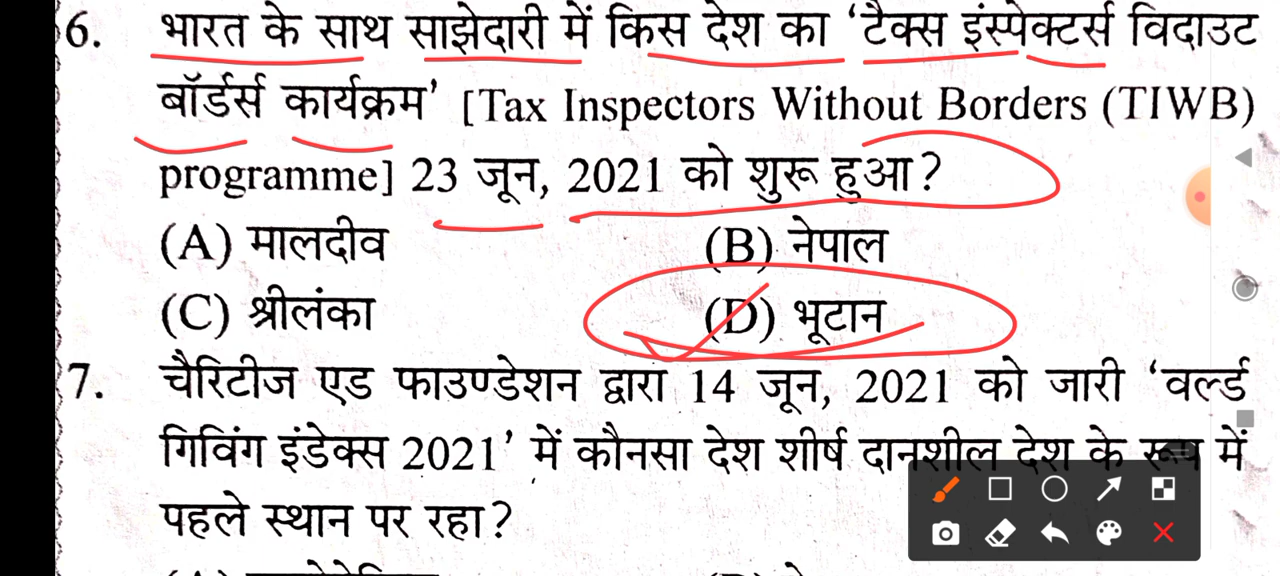 6. भारत के साथ साझेदारी में किस देश का ‘टैक्स इंस्पेक्टर्स विदाउट
बॉर्डर्स कार्यक्रम’ [Tax Inspectors Without Borders (TIWB)
programme] 23 जून, 2021 को शुरू हुआ?
(A) मालदीव (B) नेपाल
(C) श्रीलंका (D) भूटान
7. चैरिटीज एड फाउण्डेशन द्वारा 14 जून, 2021 को जारी ‘वर्ल्ड
गिविंग इंडेक्स 2021’ में कौनसा देश शीर्ष दानशील देश के रूप में
पहले स्थान पर रहा?